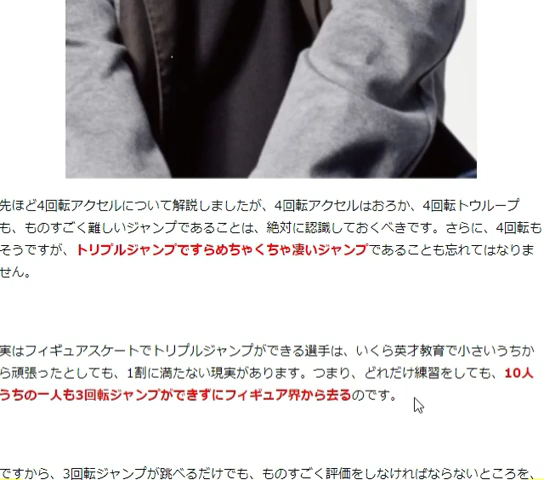 先ほど4回転アクセルについて解説しましたが、4回転アクセルはおろか、4回転トウループ
も、ものすごく難しいジャンプであることは、絶対に認識しておくべきです。さらに、4回転も
そうですが、トリプルジャンプですらめちゃくちゃ凄いジャンプであることも忘れてはなりま
せん。
実はフィギュアスケートでトリプルジャンプができる選手は、いくら英才教育で小さいうちか
ら頑張ったとしても、1割に満たない現実があります。つまり、どれだけ練習をしても、10人
うちの一人も3回転ジャンプができずにフィギュア界から去るのです。
ですから、3回転ジャンプが跳べるだけでも、ものすごく評価をしなければならないところを、